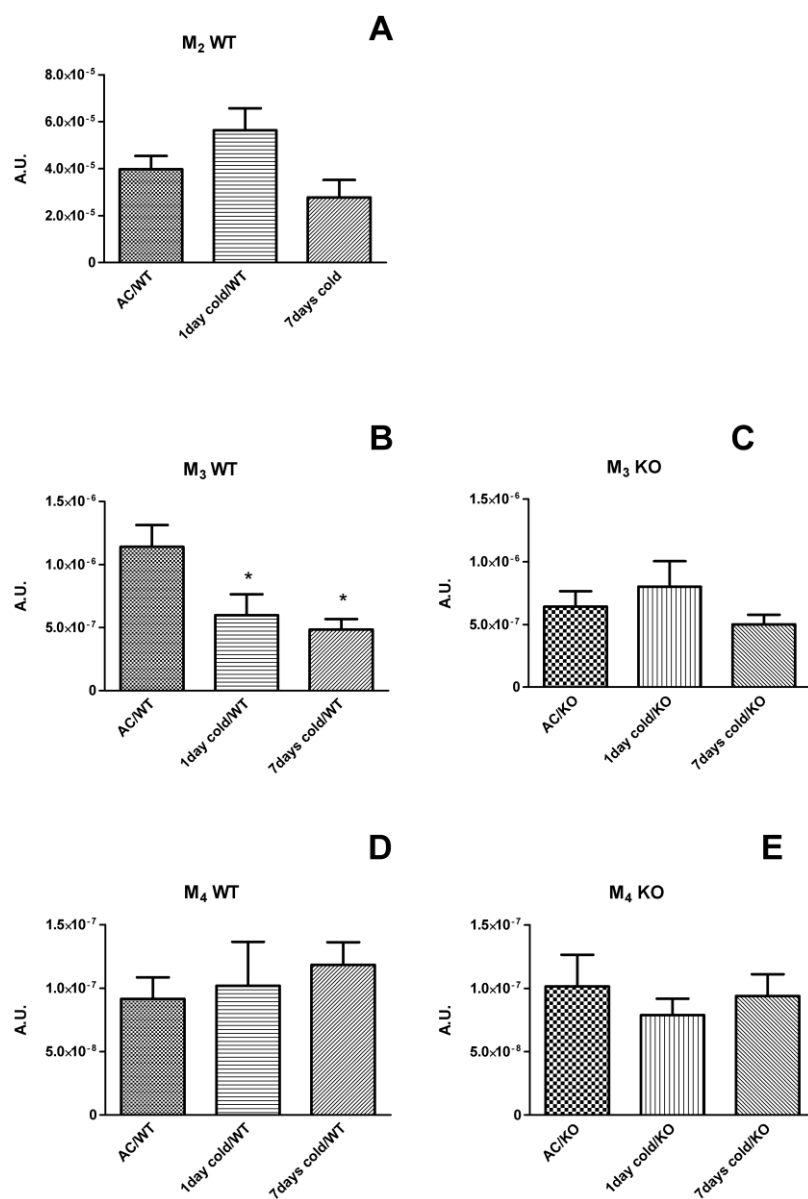 A
M₂ WT
8.0×10⁻⁵
6.0×10⁻⁵
4.0×10⁻⁵
2.0×10⁻⁵
0
A.U.
AC/WT
1day cold/WT
7days cold
B
M₃ WT
1.5×10⁻⁶
1.0×10⁻⁶
5.0×10⁻⁷
0
A.U.
*
*
AC/WT
1day cold/WT
7days cold/WT
C
M₃ KO
1.5×10⁻⁶
1.0×10⁻⁶
5.0×10⁻⁷
0
A.U.
AC/KO
1day cold/KO
7days cold/KO
D
M₄ WT
1.5×10⁻⁷
1.0×10⁻⁷
5.0×10⁻⁸
0
A.U.
AC/WT
1day cold/WT
7days cold/WT
E
M₄ KO
1.5×10⁻⁷
1.0×10⁻⁷
5.0×10⁻⁸
0
A.U.
AC/KO
1day cold/KO
7days cold/KO